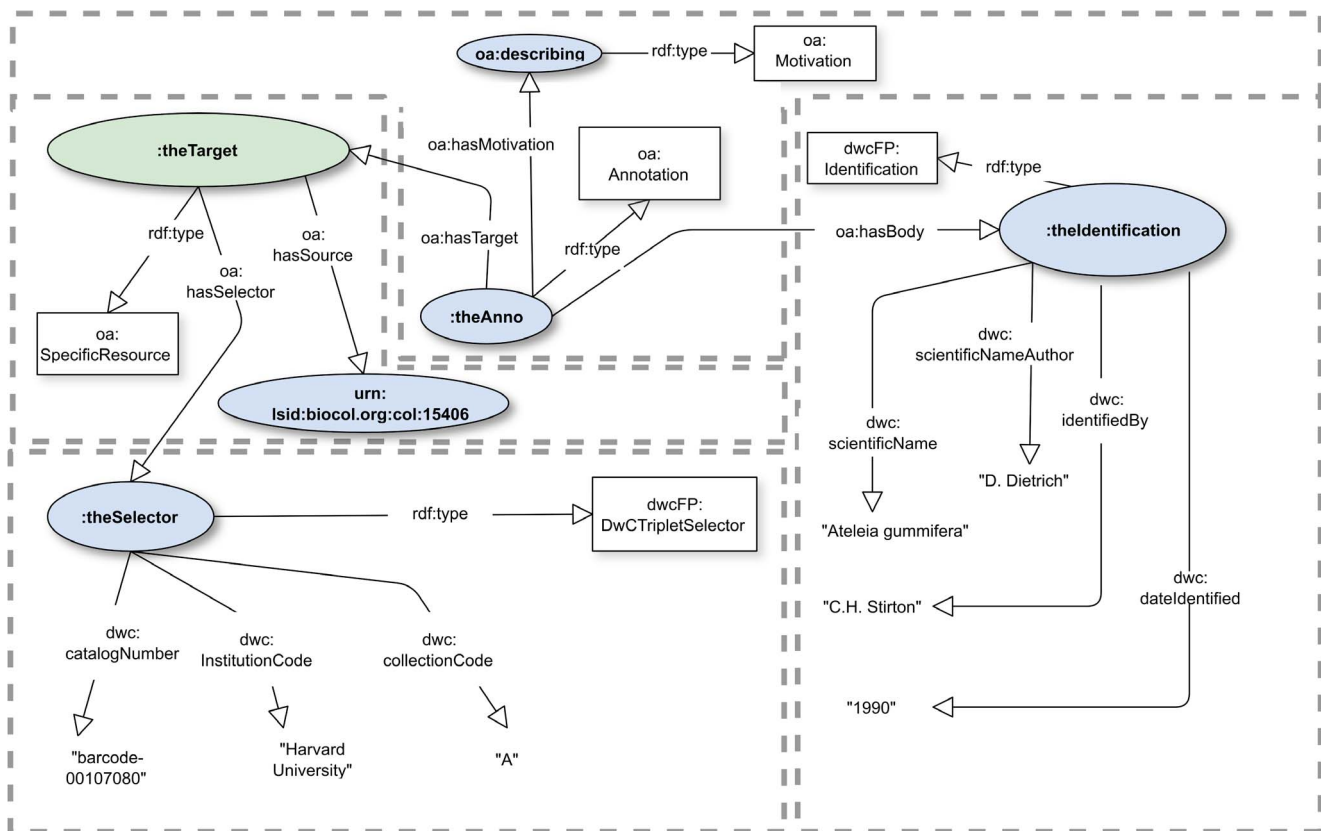 oa:describing
rdf:type
oa:
Motivation
:theTarget
oa:hasMotivation
oa:
Annotation
dwcFP:
Identification
rdf:type
rdf:type
oa:
hasSource
oa:hasTarget
rdf:type
oa:hasBody
:theIdentification
oa:
hasSelector
oa:
SpecificResource
:theAnno
dwc:
scientificNameAuthor
urn:
lsid:biocol.org:col:15406
dwc:
identifiedBy
dwc:
scientificName
"D. Dietrich"
:theSelector
rdf:type
dwcFP:
DwCTripletSelector
"Ateleia gummifera"
dwc:
dateIdentified
"C.H. Stirton"
dwc:
catalogNumber
dwc:
InstitutionCode
dwc:
collectionCode
"1990"
"barcode-
00107080"
"Harvard
University"
"A"